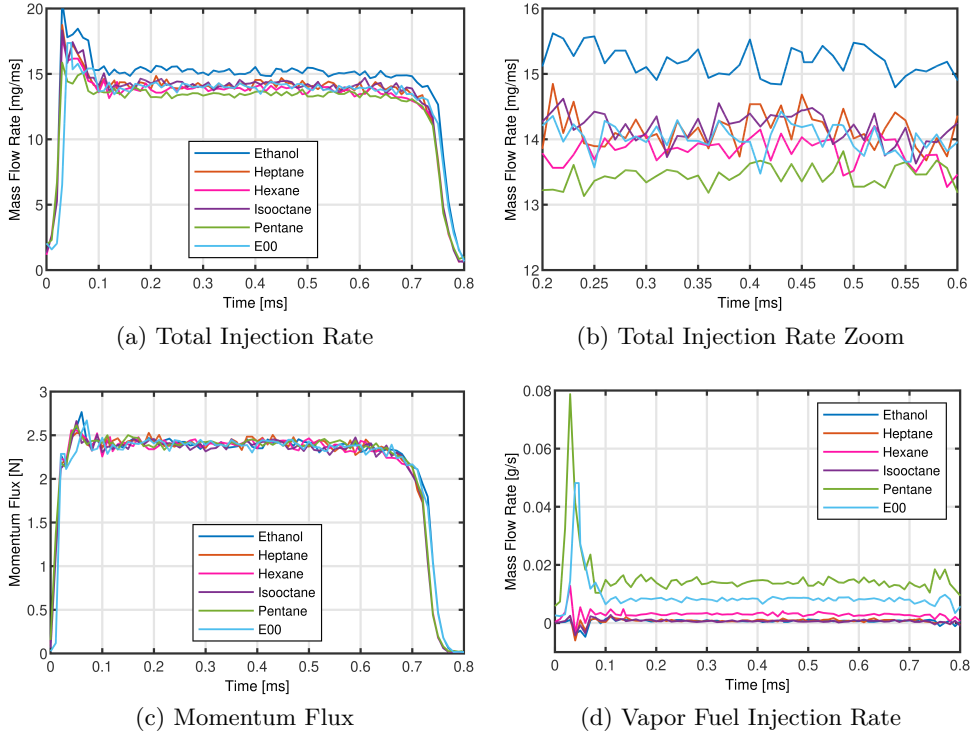 20
15
10
5
0
Mass Flow Rate [mg/ms]
0 0.1 0.2 0.3 0.4 0.5 0.6 0.7 0.8
Time [ms]
Ethanol
Heptane
Hexane
Isooctane
Pentane
E00
(a) Total Injection Rate
16
15
14
13
12
Mass Flow Rate [mg/ms]
0.2 0.25 0.3 0.35 0.4 0.45 0.5 0.55 0.6
Time [ms]
(b) Total Injection Rate Zoom
3
2.5
2
1.5
1
0.5
0
Momentum Flux [N]
0 0.1 0.2 0.3 0.4 0.5 0.6 0.7 0.8
Time [ms]
Ethanol
Heptane
Hexane
Isooctane
Pentane
E00
(c) Momentum Flux
0.08
0.06
0.04
0.02
0
Mass Flow Rate [g/s]
0 0.1 0.2 0.3 0.4 0.5 0.6 0.7 0.8
Time [ms]
Ethanol
Heptane
Hexane
Isooctane
Pentane
E00
(d) Vapor Fuel Injection Rate